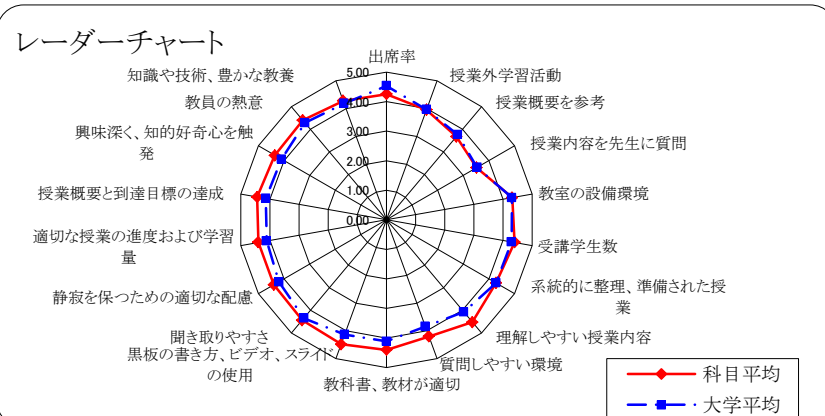 レーダーチャート
出席率
授業外学習活動
授業概要を参考
授業内容を先生に質問
教室の設備環境
受講学生数
系統的に整理、準備された授
業
理解しやすい授業内容
質問しやすい環境
教科書、教材が適切
黒板の書き方、ビデオ、スライド
の使用
聞き取りやすさ
静寂を保つための適切な配慮
適切な授業の進度および学習
量
授業概要と到達目標の達成
興味深く、知的好奇心を触
発
教員の熱意
知識や技術、豊かな教養
5.00
4.00
3.00
2.00
1.00
0.00
科目平均
大学平均